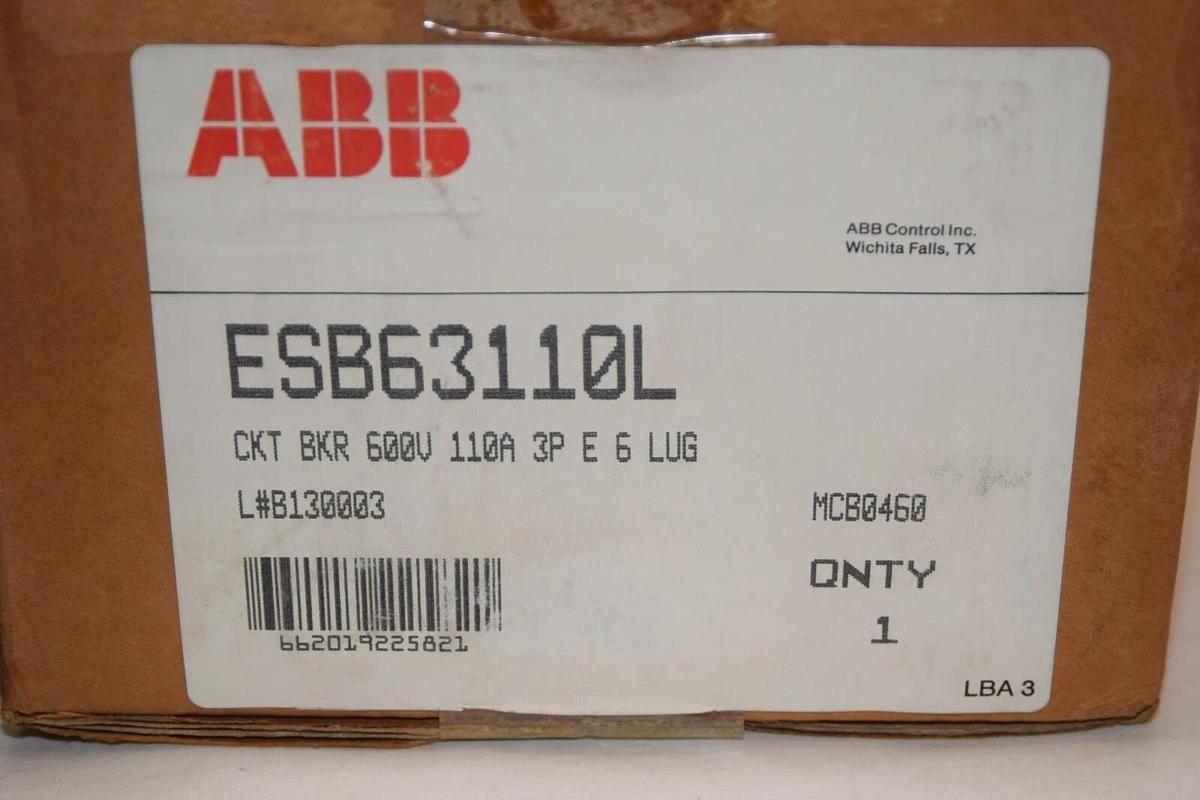 ABB
ABB Control Inc.
Wichita Falls, TX
ESB63110L
CKT BKR 600V 110A 3P E 6 LUG
L#B130003
MCB0460
662019225821
QNTY
1
LBA 3